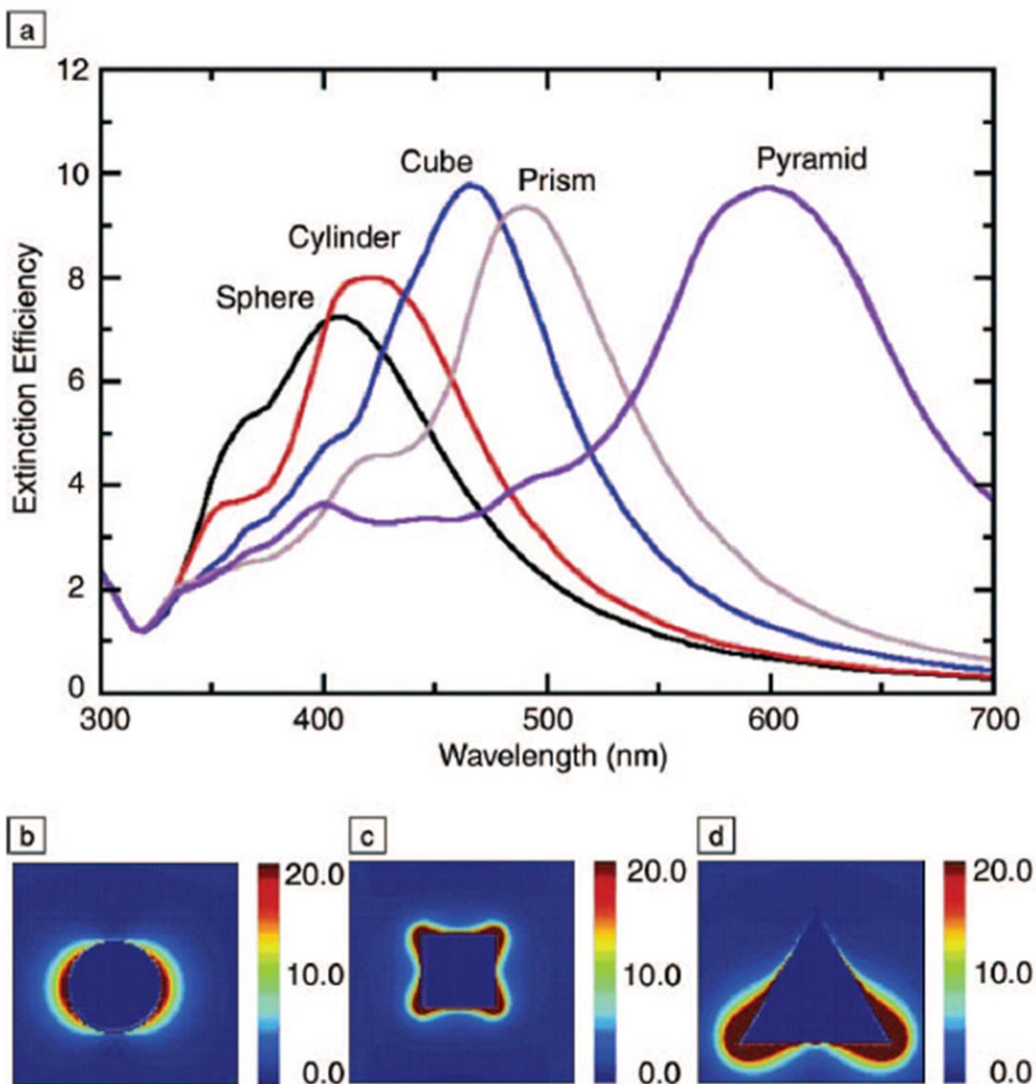 a
12
10
8
6
4
2
0
Extinction Efficiency
Sphere
Cylinder
Cube
Prism
Pyramid
300 400 500 600 700
Wavelength (nm)
b
20.0
10.0
0.0
c
20.0
10.0
0.0
d
20.0
10.0
0.0